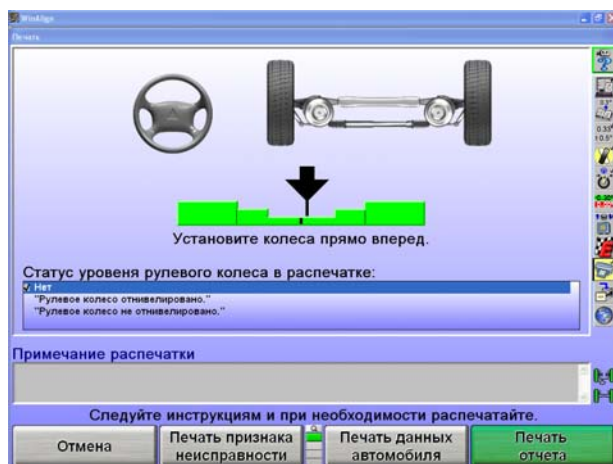 WinAlign
Печать
Установите колеса прямо вперед.
Статус уровеня рулевого колеса в распечатке:
Нет
"Рулевое колесо отнивелировано."
"Рулевое колесо не отнивелировано."
Примечание распечатки
Следуйте инструкциям и при необходимости распечатайте.
Отмена
Печать признака
неисправности
Печать данных
автомобиля
Печать
отчета